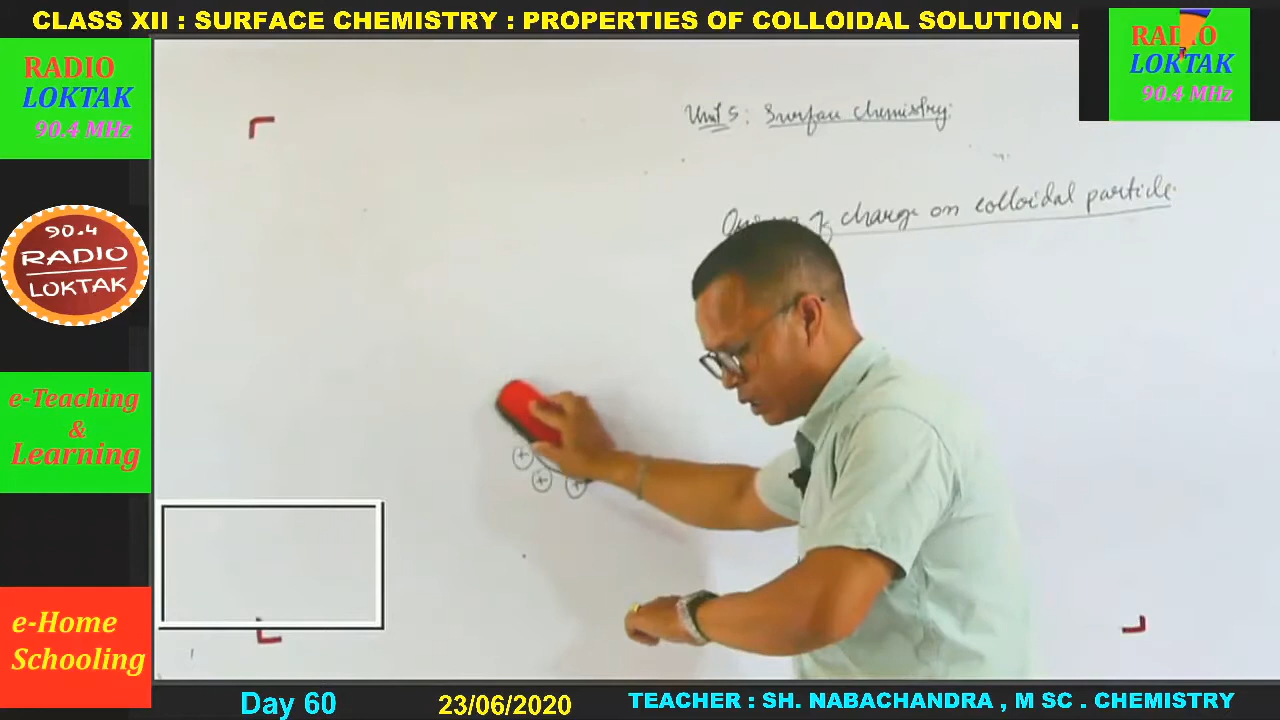 CLASS XII : SURFACE CHEMISTRY : PROPERTIES OF COLLOIDAL SOLUTION .
RADIO
LOKTAK
90.4 MHz
RADIO
LOKTAK
90.4 MHz
Unit 5 : Surface chemistry.
of charge on colloidal particle.
90.4
RADIO
LOKTAK
e-Teaching
&
Learning
+
+
+
e-Home
Schooling
Day 60
23/06/2020
TEACHER : SH. NABACHANDRA , M SC . CHEMISTRY